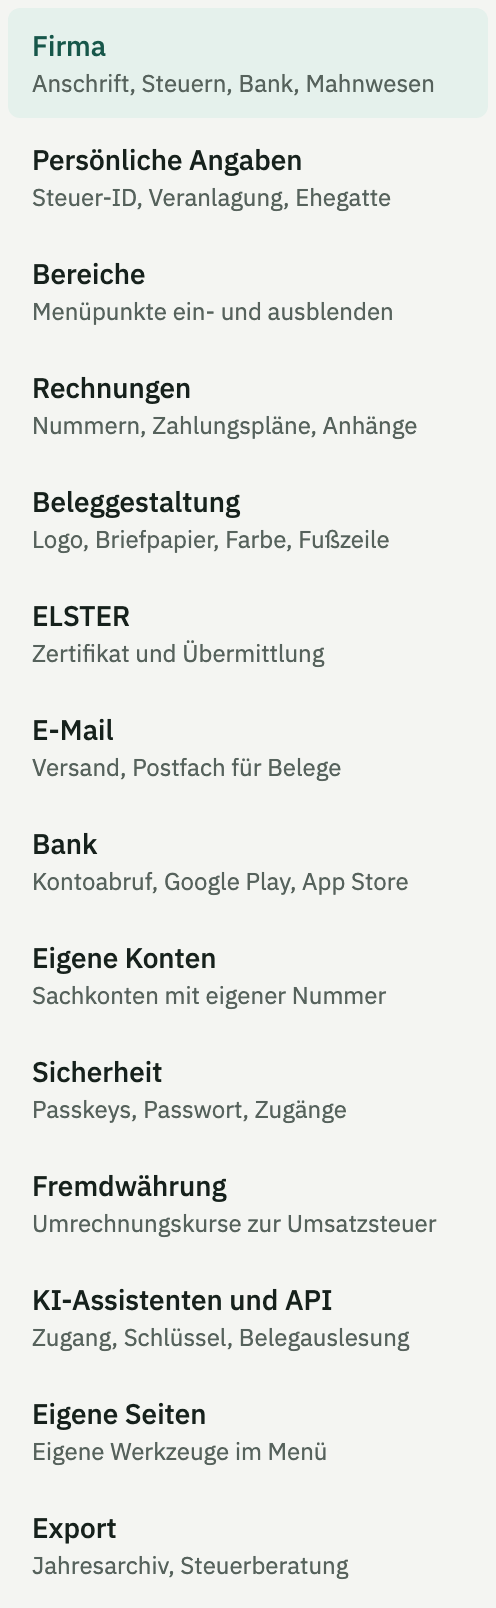 Firma
Anschrift, Steuern, Bank, Mahnwesen
Persönliche Angaben
Steuer-ID, Veranlagung, Ehegatte
Bereiche
Menüpunkte ein- und ausblenden
Rechnungen
Nummern, Zahlungspläne, Anhänge
Beleggestaltung
Logo, Briefpapier, Farbe, Fußzeile
ELSTER
Zertifikat und Übermittlung
E-Mail
Versand, Postfach für Belege
Bank
Kontoabruf, Google Play, App Store
Eigene Konten
Sachkonten mit eigener Nummer
Sicherheit
Passkeys, Passwort, Zugänge
Fremdwährung
Umrechnungskurse zur Umsatzsteuer
KI-Assistenten und API
Zugang, Schlüssel, Belegauslesung
Eigene Seiten
Eigene Werkzeuge im Menü
Export
Jahresarchiv, Steuerberatung